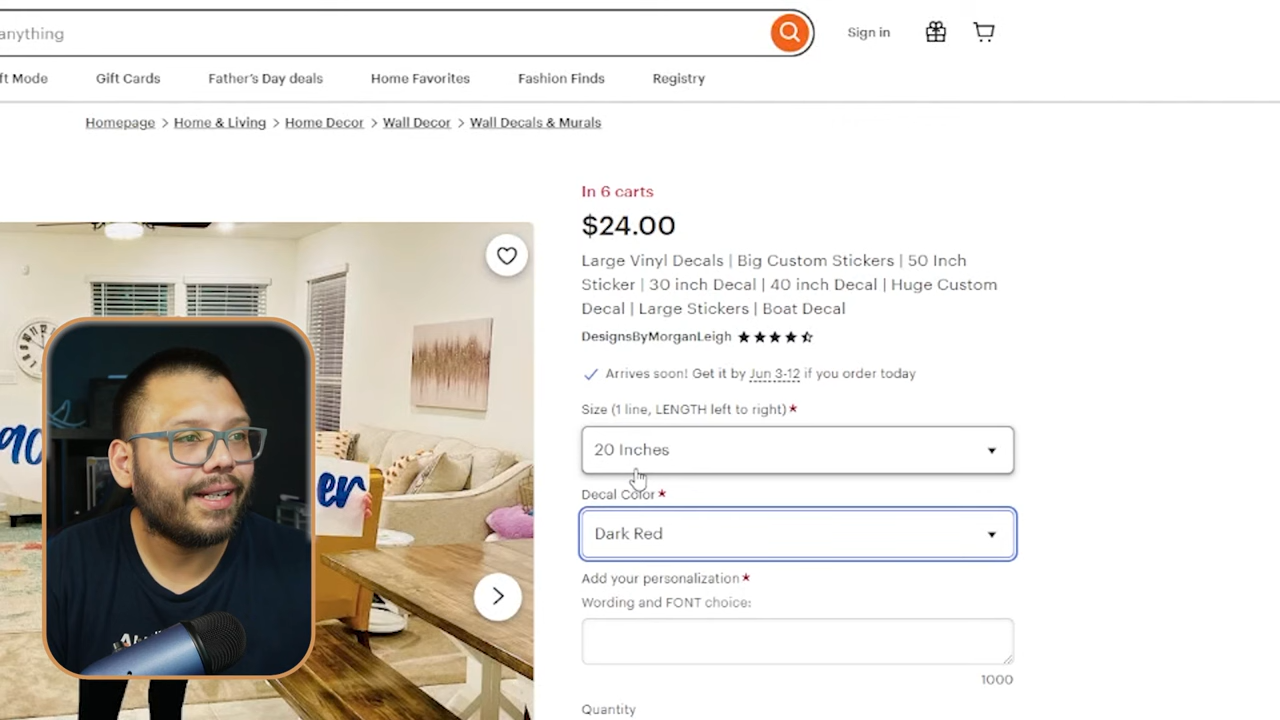 anything
Sign in
ft Mode
Gift Cards
Father's Day deals
Home Favorites
Fashion Finds
Registry
Homepage > Home & Living > Home Decor > Wall Decor > Wall Decals & Murals
In 6 carts
$24.00
Large Vinyl Decals | Big Custom Stickers | 50 Inch
Sticker | 30 inch Decal | 40 inch Decal | Huge Custom
Decal | Large Stickers | Boat Decal
DesignsByMorganLeigh
Arrives soon! Get it by Jun 3-12 if you order today
Size (1 line, LENGTH left to right)*
20 Inches
Decal Color*
Dark Red
Add your personalization*
Wording and FONT choice:
1000
Quantity
er